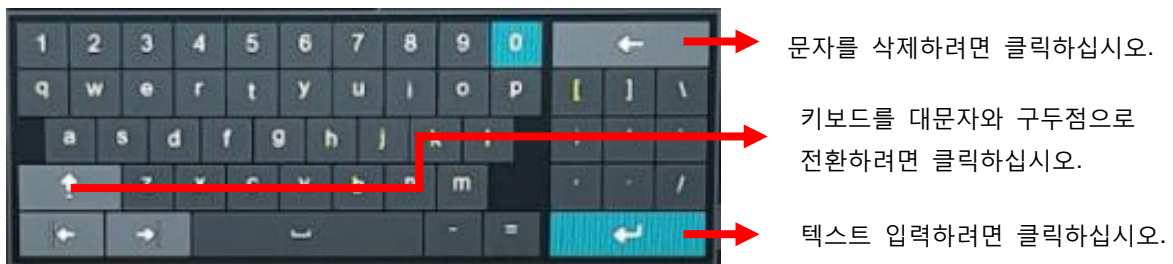 1 2 3 4 5 6 7 8 9 0
문자를 삭제하려면 클릭하십시오.
q w e r t y u i o p [ ] \
키보드를 대문자와 구두점으로
전환하려면 클릭하십시오.
a s d f g h j k
z x c v b n m /
- =
텍스트 입력하려면 클릭하십시오.